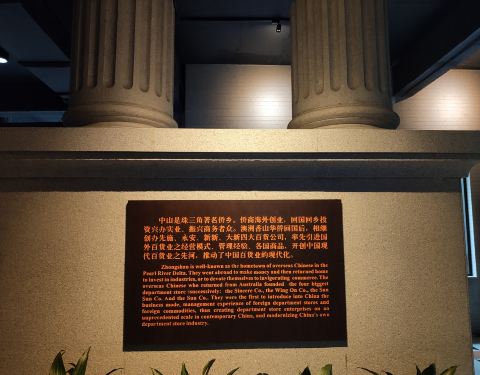 中山是珠三角著名侨乡。侨商海外创业，回国回乡投
资兴办实业、振兴商务者众。澳洲香山华侨回国后，相继
创办先施、永安、新新、大新四大百货公司，率先引进国
外百货业之经营模式、管理经验、各国商品，开创中国现
代百货业之先河，推动了中国百货业的现代化。
Zhongshan is well-known as the hometown of overseas Chinese in the
Pearl River Delta. They went abroad to make money and then returned home
to invest in industries, or to devote themselves to invigorating commerce. The
overseas Chinese who returned from Australia founded the four biggest
department store isuccessively: the Sincere Co., the Wing On Co., the Sun
Sun Co. And the Sun Co.. They were the first to introduce into China the
business mode, management experience of foreign department stores and
foreign commodities, thus creating department store enterprises on an
unprecedented scale in contemporary China, and modernizing China's own
department store industry.